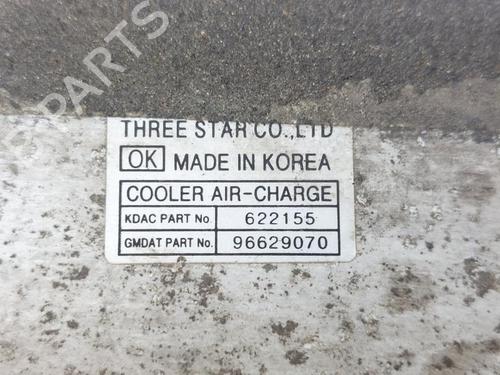 THREE STAR CO.,LTD
OK MADE IN KOREA
COOLER AIR-CHARGE
KDAC PART No. 622155
GMDAT PART No. 96629070